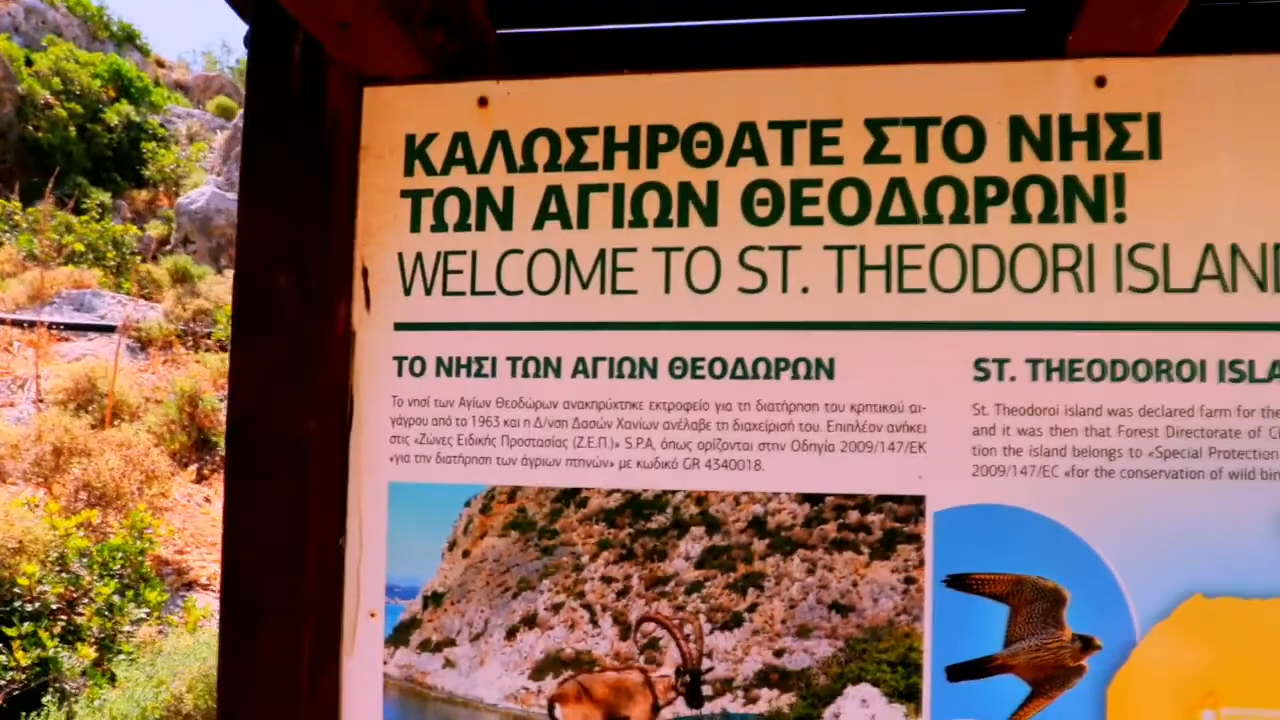 ΚΑΛΩΣΗΡΘΑΤΕ ΣΤΟ ΝΗΣΙ
ΤΩΝ ΑΓΙΩΝ ΘΕΟΔΩΡΩΝ!
WELCOME TO ST. THEODORI ISLAN
ΤΟ ΝΗΣΙ ΤΩΝ ΑΓΙΩΝ ΘΕΟΔΩΡΩΝ
Το νησί των Αγίων Θεοδώρων ανακηρύχτηκε εκτροφείο για τη διατήρηση του κρητικού αι-
γάγρου από το 1963 και η Δ/νση Δασών Χανίων ανέλαβε τη διαχείρισή του. Επιπλέον ανήκει
στις «Ζώνες Ειδικής Προστασίας (Ζ.Ε.Π.)» S.P.A, όπως ορίζονται στην Οδηγία 2009/147/ΕΚ
«για την διατήρηση των άγριων πτηνών» με κωδικό GR 4340018.
ST. THEODOROI ISLA
St. Theodoroi island was declared farm for the
and it was then that Forest Directorate of
tion the island belongs to «Special Protection
2009/147/EC «for the conservation of wild